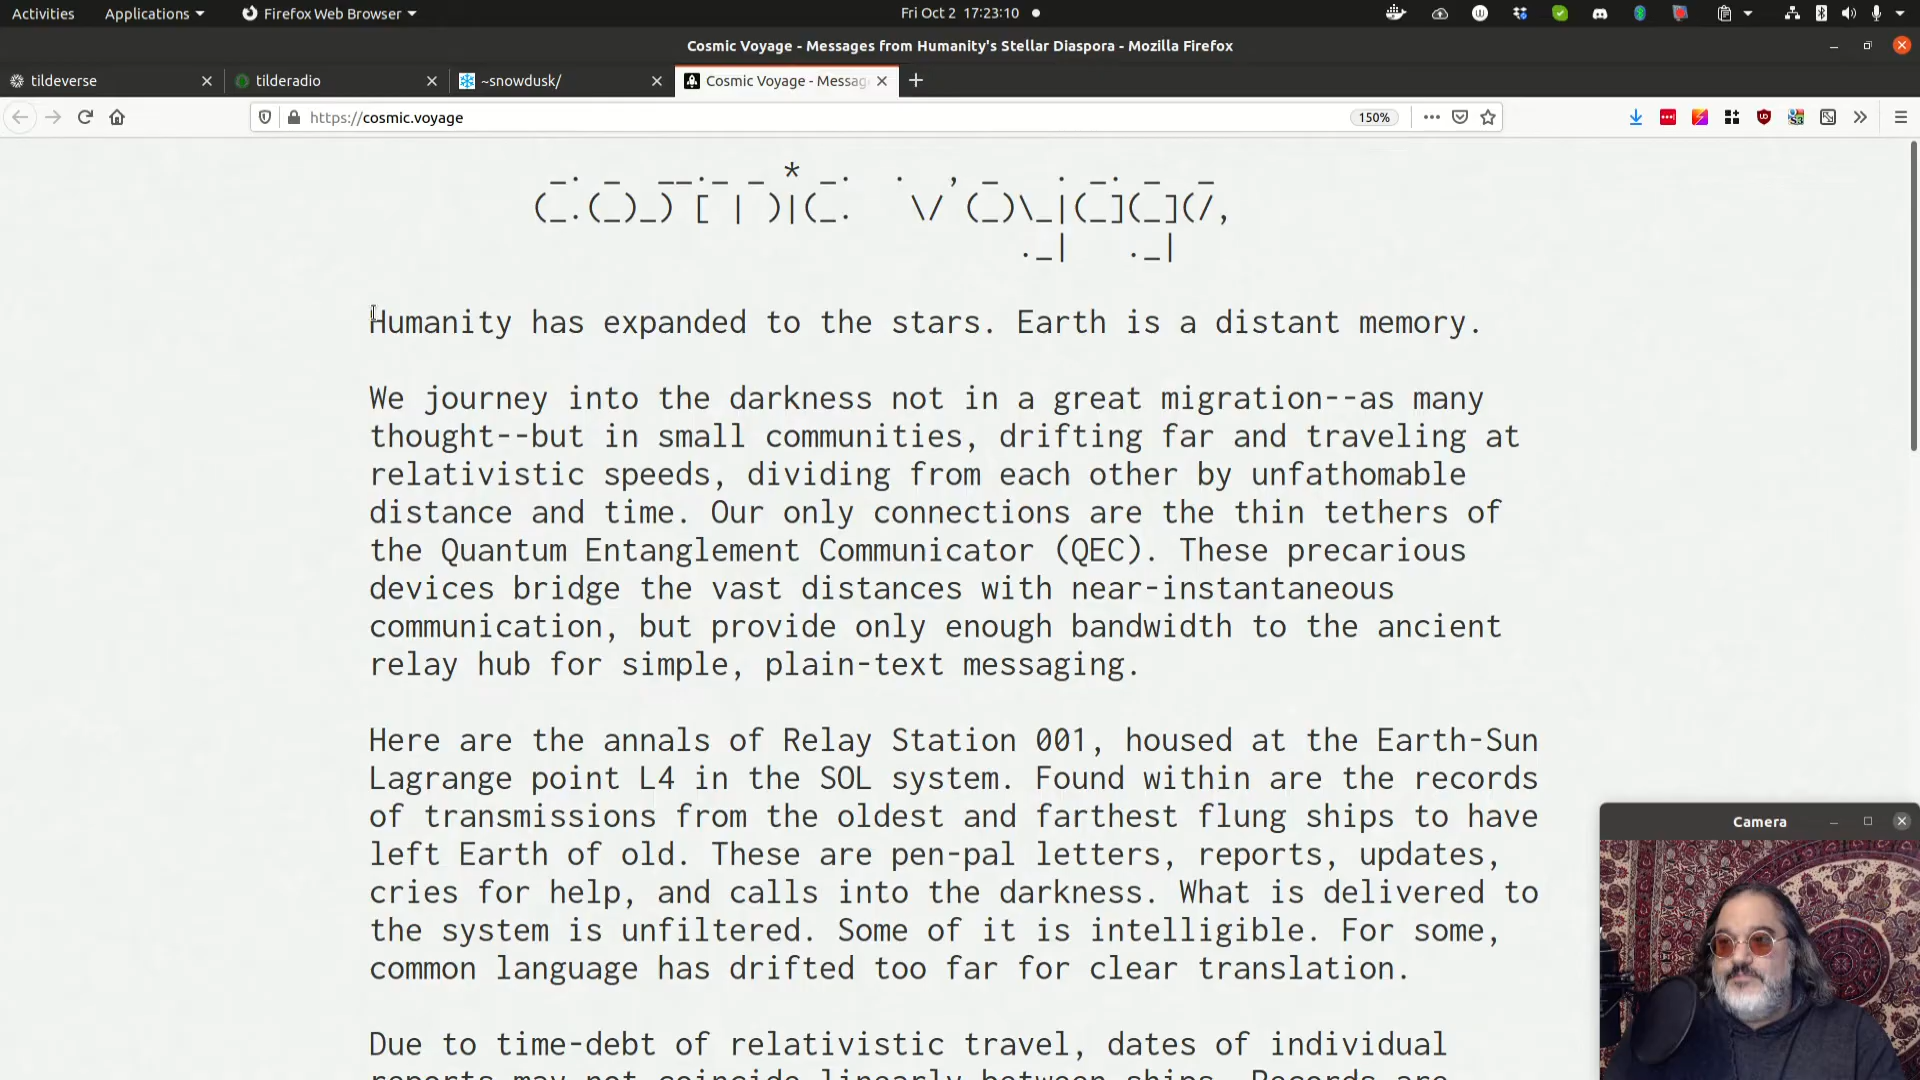 Activities Applications Firefox Web Browser Fri Oct 2 17:23:10
Cosmic Voyage - Messages from Humanity's Stellar Diaspora - Mozilla Firefox
tildeverse tilderadio ~snowdusk/ Cosmic Voyage - Messag
https://cosmic.voyage 150%
Humanity has expanded to the stars. Earth is a distant memory.
We journey into the darkness not in a great migration--as many
thought--but in small communities, drifting far and traveling at
relativistic speeds, dividing from each other by unfathomable
distance and time. Our only connections are the thin tethers of
the Quantum Entanglement Communicator (QEC). These precarious
devices bridge the vast distances with near-instantaneous
communication, but provide only enough bandwidth to the ancient
relay hub for simple, plain-text messaging.
Here are the annals of Relay Station 001, housed at the Earth-Sun
Lagrange point L4 in the SOL system. Found within are the records
of transmissions from the oldest and farthest flung ships to have
left Earth of old. These are pen-pal letters, reports, updates,
cries for help, and calls into the darkness. What is delivered to
the system is unfiltered. Some of it is intelligible. For some,
common language has drifted too far for clear translation.
Camera
Due to time-debt of relativistic travel, dates of individual
reports may not coincide linearly between ships. Records are